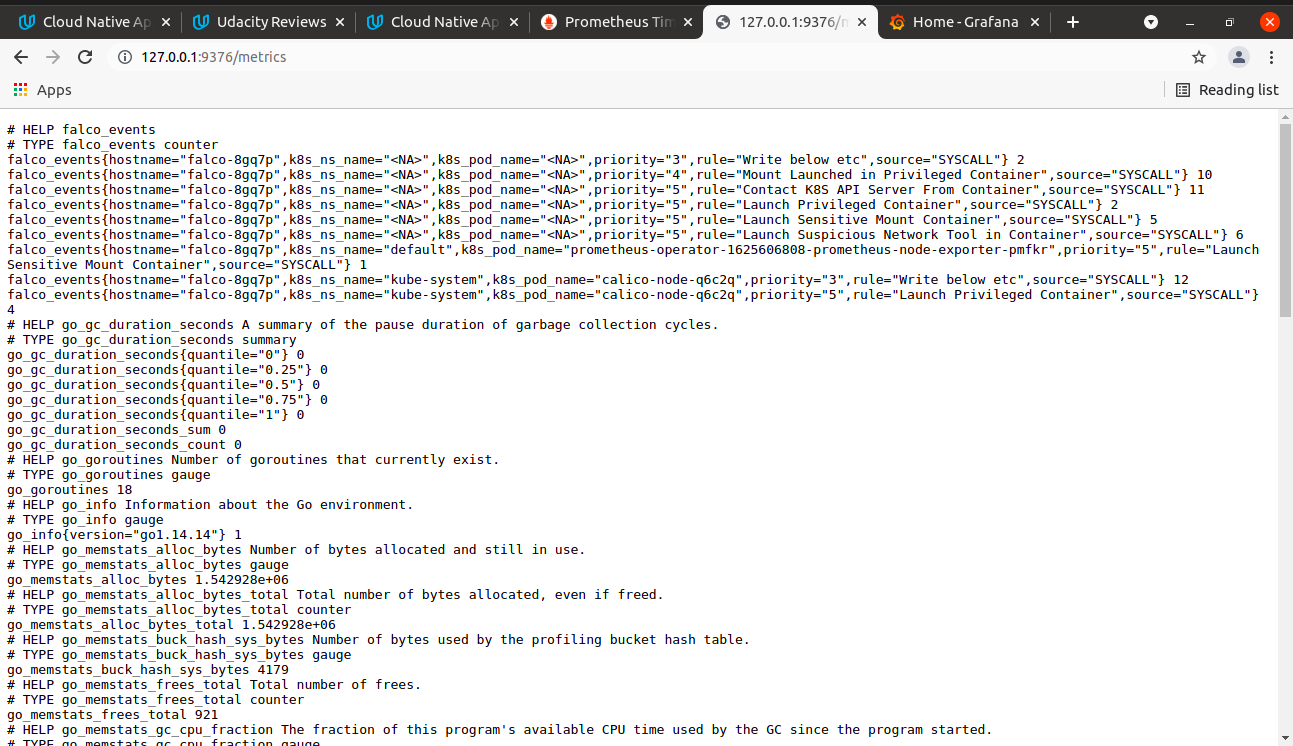 Cloud Native Ap
Udacity Reviews
Cloud Native Ap
Prometheus Tim
127.0.0.1:9376/m
Home - Grafana
127.0.0.1:9376/metrics
Apps
Reading list
# HELP falco_events
# TYPE falco_events counter
falco_events{hostname="falco-8gq7p",k8s_ns_name="<NA>",k8s_pod_name="<NA>",priority="3",rule="Write below etc",source="SYSCALL"} 2
falco_events{hostname="falco-8gq7p",k8s_ns_name="<NA>",k8s_pod_name="<NA>",priority="4",rule="Mount Launched in Privileged Container",source="SYSCALL"} 10
falco_events{hostname="falco-8gq7p",k8s_ns_name="<NA>",k8s_pod_name="<NA>",priority="5",rule="Contact K8S API Server From Container",source="SYSCALL"} 11
falco_events{hostname="falco-8gq7p",k8s_ns_name="<NA>",k8s_pod_name="<NA>",priority="5",rule="Launch Privileged Container",source="SYSCALL"} 2
falco_events{hostname="falco-8gq7p",k8s_ns_name="<NA>",k8s_pod_name="<NA>",priority="5",rule="Launch Sensitive Mount Container",source="SYSCALL"} 5
falco_events{hostname="falco-8gq7p",k8s_ns_name="<NA>",k8s_pod_name="<NA>",priority="5",rule="Launch Suspicious Network Tool in Container",source="SYSCALL"} 6
falco_events{hostname="falco-8gq7p",k8s_ns_name="default",k8s_pod_name="prometheus-operator-1625606808-prometheus-node-exporter-pmfkr",priority="5",rule="Launch
Sensitive Mount Container",source="SYSCALL"} 1
falco_events{hostname="falco-8gq7p",k8s_ns_name="kube-system",k8s_pod_name="calico-node-q6c2q",priority="3",rule="Write below etc",source="SYSCALL"} 12
falco_events{hostname="falco-8gq7p",k8s_ns_name="kube-system",k8s_pod_name="calico-node-q6c2q",priority="5",rule="Launch Privileged Container",source="SYSCALL"}
4
# HELP go_gc_duration_seconds A summary of the pause duration of garbage collection cycles.
# TYPE go_gc_duration_seconds summary
go_gc_duration_seconds{quantile="0"} 0
go_gc_duration_seconds{quantile="0.25"} 0
go_gc_duration_seconds{quantile="0.5"} 0
go_gc_duration_seconds{quantile="0.75"} 0
go_gc_duration_seconds{quantile="1"} 0
go_gc_duration_seconds_sum 0
go_gc_duration_seconds_count 0
# HELP go_goroutines Number of goroutines that currently exist.
# TYPE go_goroutines gauge
go_goroutines 18
# HELP go_info Information about the Go environment.
# TYPE go_info gauge
go_info{version="go1.14.14"} 1
# HELP go_memstats_alloc_bytes Number of bytes allocated and still in use.
# TYPE go_memstats_alloc_bytes gauge
go_memstats_alloc_bytes 1.542928e+06
# HELP go_memstats_alloc_bytes_total Total number of bytes allocated, even if freed.
# TYPE go_memstats_alloc_bytes_total counter
go_memstats_alloc_bytes_total 1.542928e+06
# HELP go_memstats_buck_hash_sys_bytes Number of bytes used by the profiling bucket hash table.
# TYPE go_memstats_buck_hash_sys_bytes gauge
go_memstats_buck_hash_sys_bytes 4179
# HELP go_memstats_frees_total Total number of frees.
# TYPE go_memstats_frees_total counter
go_memstats_frees_total 921
# HELP go_memstats_gc_cpu_fraction The fraction of this program's available CPU time used by the GC since the program started.
# TYPE go_memstats_gc_cpu_fraction gauge